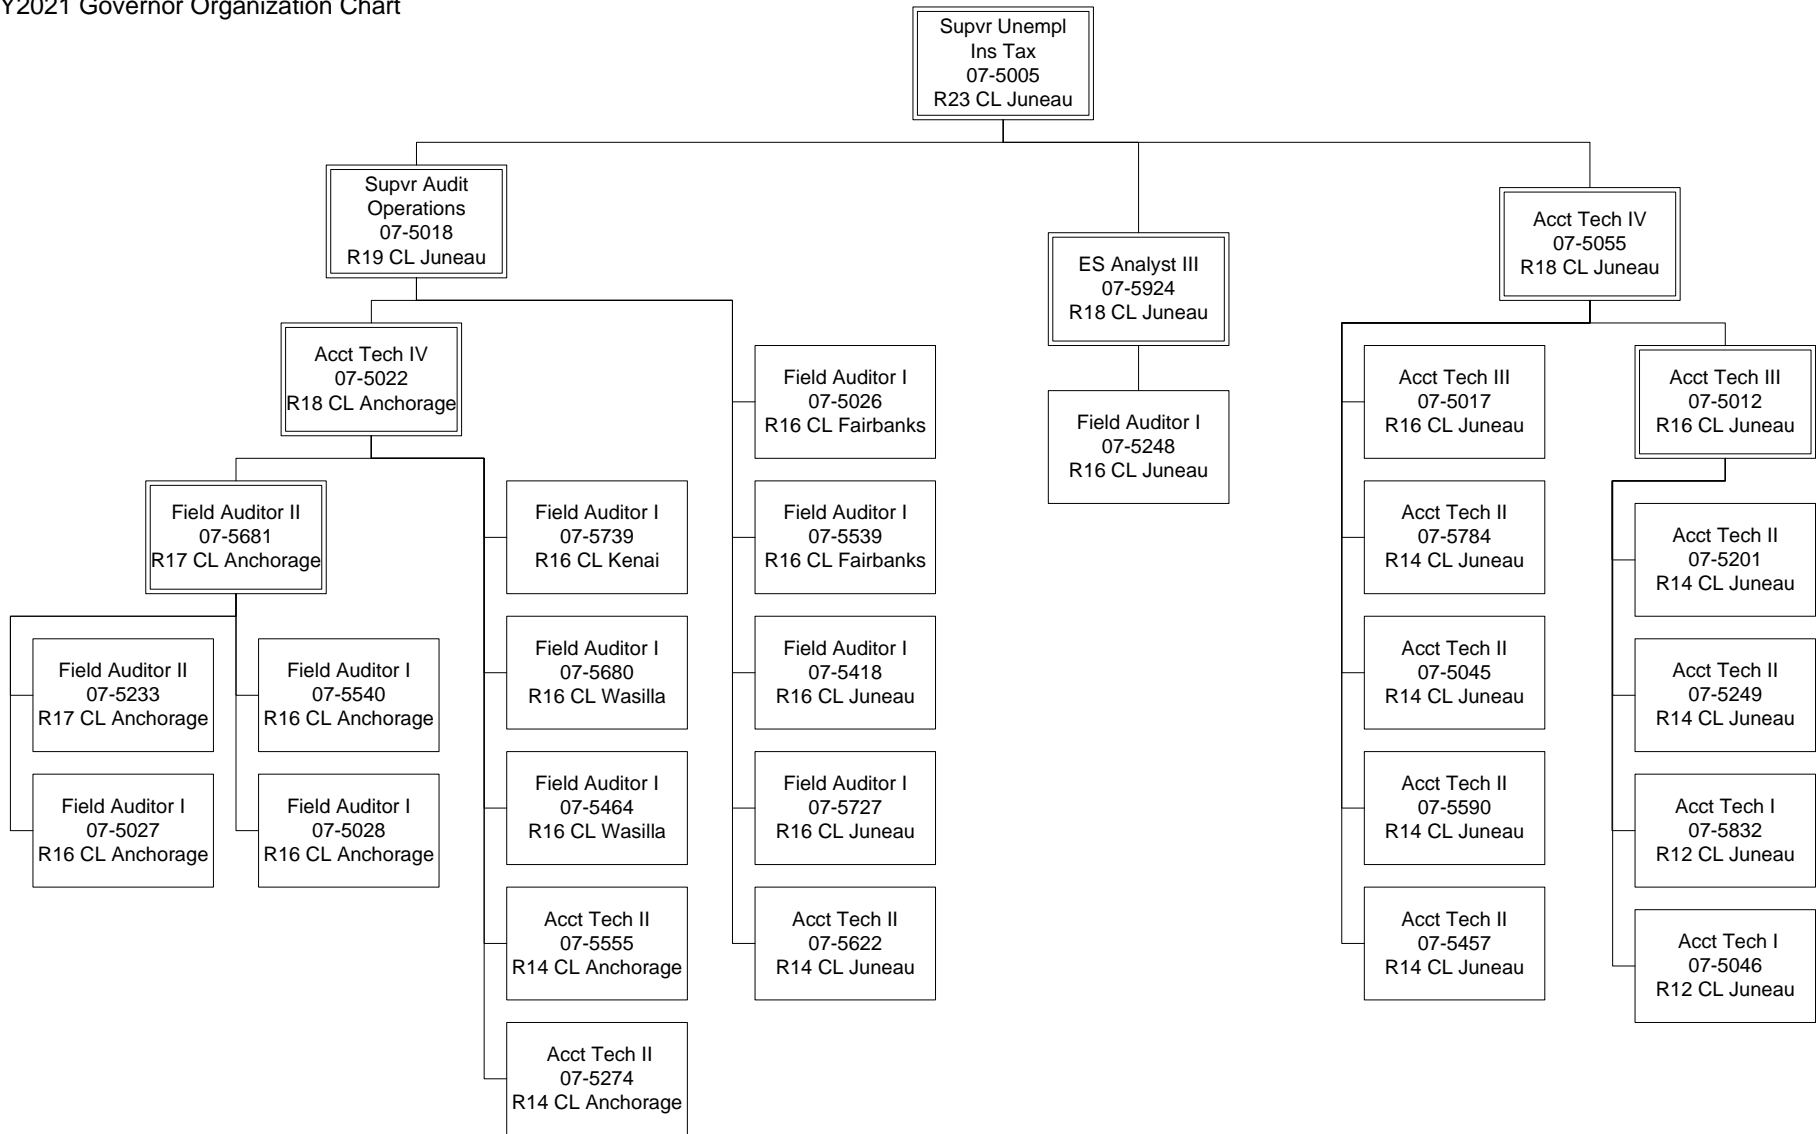 Y2021 Governor Organization Chart
Supvr Unempl
Ins Tax
07-5005
R23 CL Juneau
Supvr Audit
Operations
07-5018
R19 CL Juneau
ES Analyst III
07-5924
R18 CL Juneau
Acct Tech IV
07-5055
R18 CL Juneau
Acct Tech IV
07-5022
R18 CL Anchorage
Field Auditor I
07-5026
R16 CL Fairbanks
Field Auditor I
07-5248
R16 CL Juneau
Acct Tech III
07-5017
R16 CL Juneau
Acct Tech III
07-5012
R16 CL Juneau
Field Auditor II
07-5681
R17 CL Anchorage
Field Auditor I
07-5739
R16 CL Kenai
Field Auditor I
07-5539
R16 CL Fairbanks
Acct Tech II
07-5784
R14 CL Juneau
Acct Tech II
07-5201
R14 CL Juneau
Field Auditor II
07-5233
R17 CL Anchorage
Field Auditor I
07-5540
R16 CL Anchorage
Field Auditor I
07-5680
R16 CL Wasilla
Field Auditor I
07-5418
R16 CL Juneau
Acct Tech II
07-5045
R14 CL Juneau
Acct Tech II
07-5249
R14 CL Juneau
Field Auditor I
07-5027
R16 CL Anchorage
Field Auditor I
07-5028
R16 CL Anchorage
Field Auditor I
07-5464
R16 CL Wasilla
Field Auditor I
07-5727
R16 CL Juneau
Acct Tech II
07-5590
R14 CL Juneau
Acct Tech I
07-5832
R12 CL Juneau
Acct Tech II
07-5555
R14 CL Anchorage
Acct Tech II
07-5622
R14 CL Juneau
Acct Tech II
07-5457
R14 CL Juneau
Acct Tech I
07-5046
R12 CL Juneau
Acct Tech II
07-5274
R14 CL Anchorage